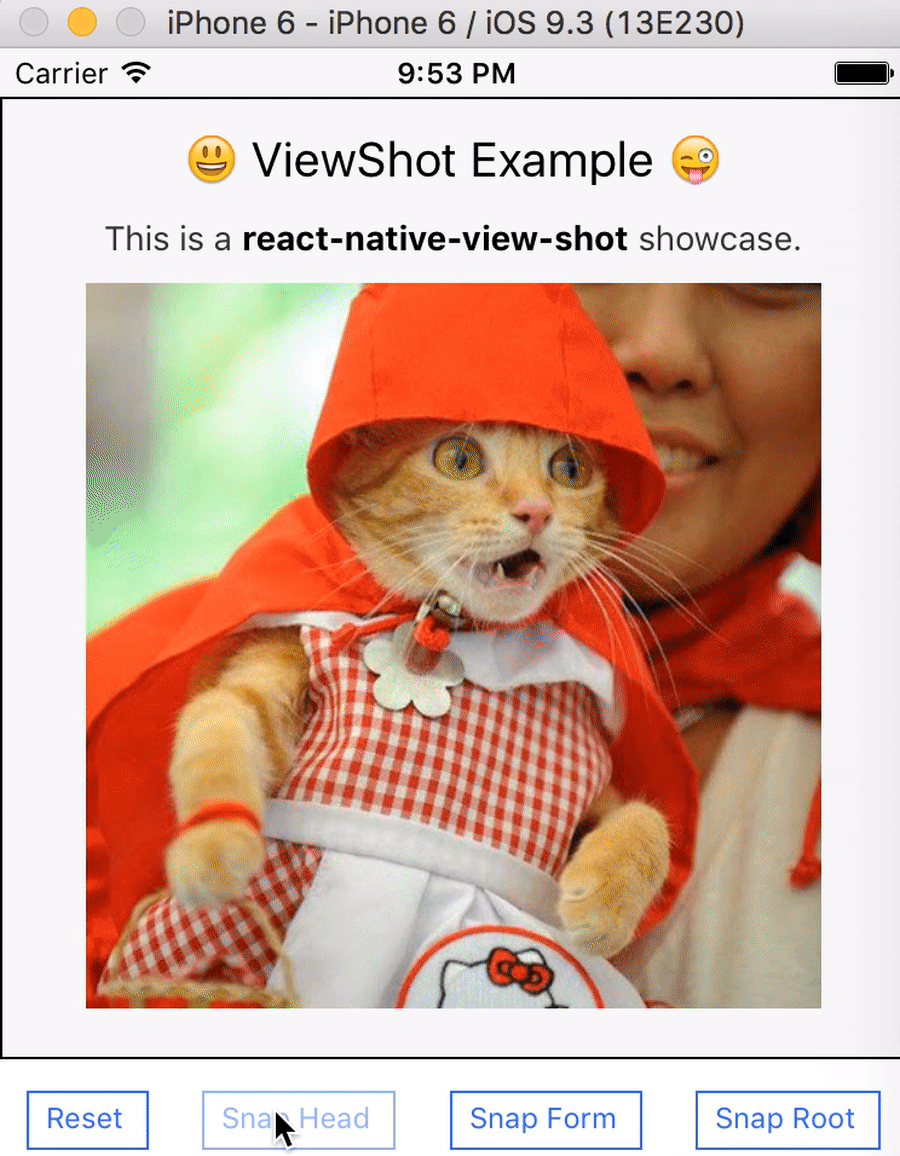 iPhone 6 - iPhone 6 / iOS 9.3 (13E230)
Carrier 9:53 PM
😃 ViewShot Example 😜
This is a react-native-view-shot showcase.
Reset Snap Head Snap Form Snap Root